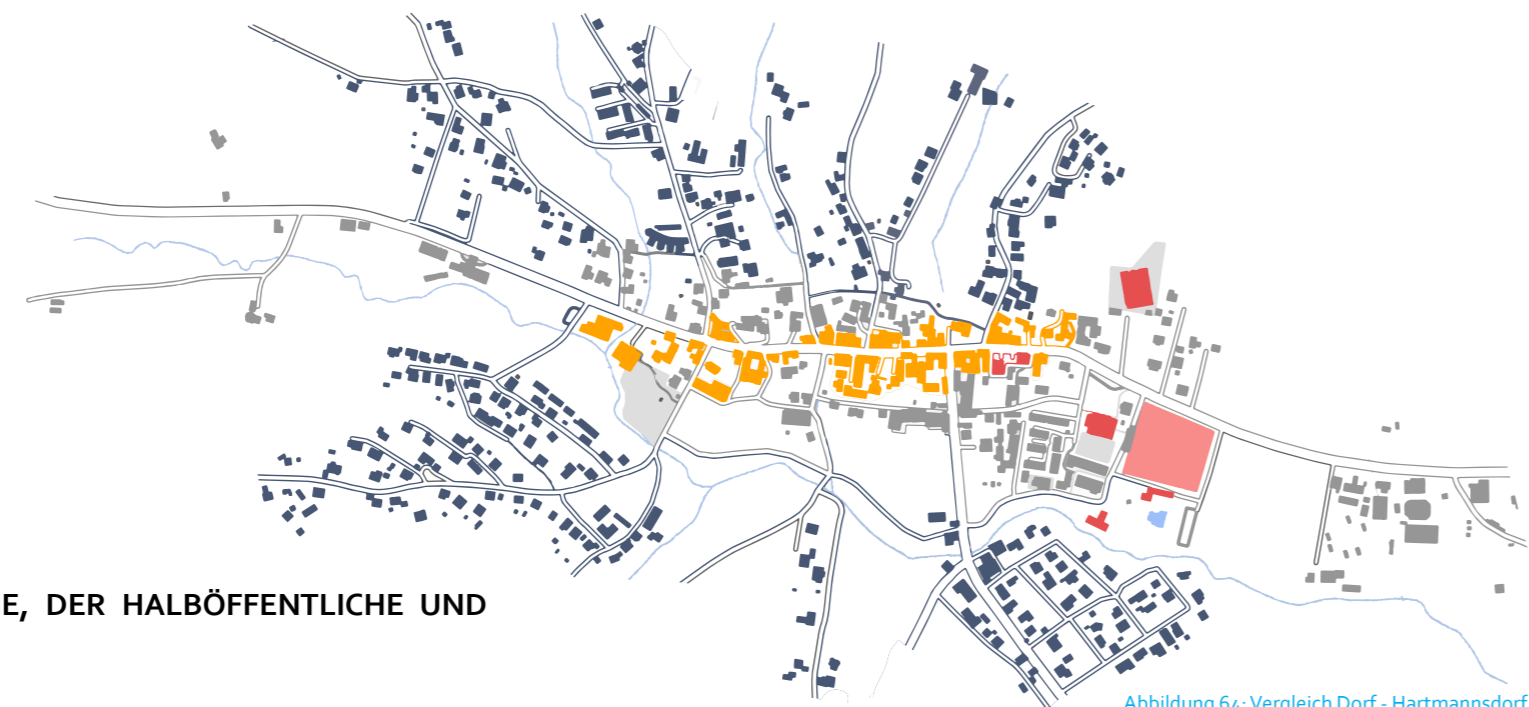 E, DER HALBÖFFENTLICHE UND
Abbildung 64: Vergleich Dorf - Hartmannsdorf